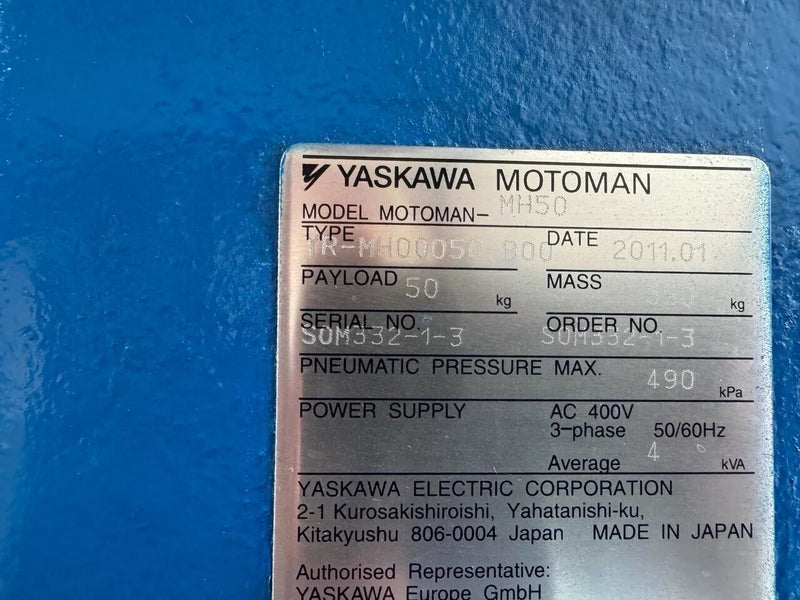 YASKAWA MOTOMAN
MODEL MOTOMAN- MH50
TYPE YR-MH00050-B00 DATE 2011.01
PAYLOAD 50 kg MASS kg
SERIAL NO. S0M332-1-3 ORDER NO. S0M332-1-3
PNEUMATIC PRESSURE MAX. 490 kPa
POWER SUPPLY AC 400V
3-phase 50/60Hz
Average 4 kVA
YASKAWA ELECTRIC CORPORATION
2-1 Kurosakishiroishi, Yahatanishi-ku,
Kitakyushu 806-0004 Japan MADE IN JAPAN
Authorised Representative:
YASKAWA Europe GmbH